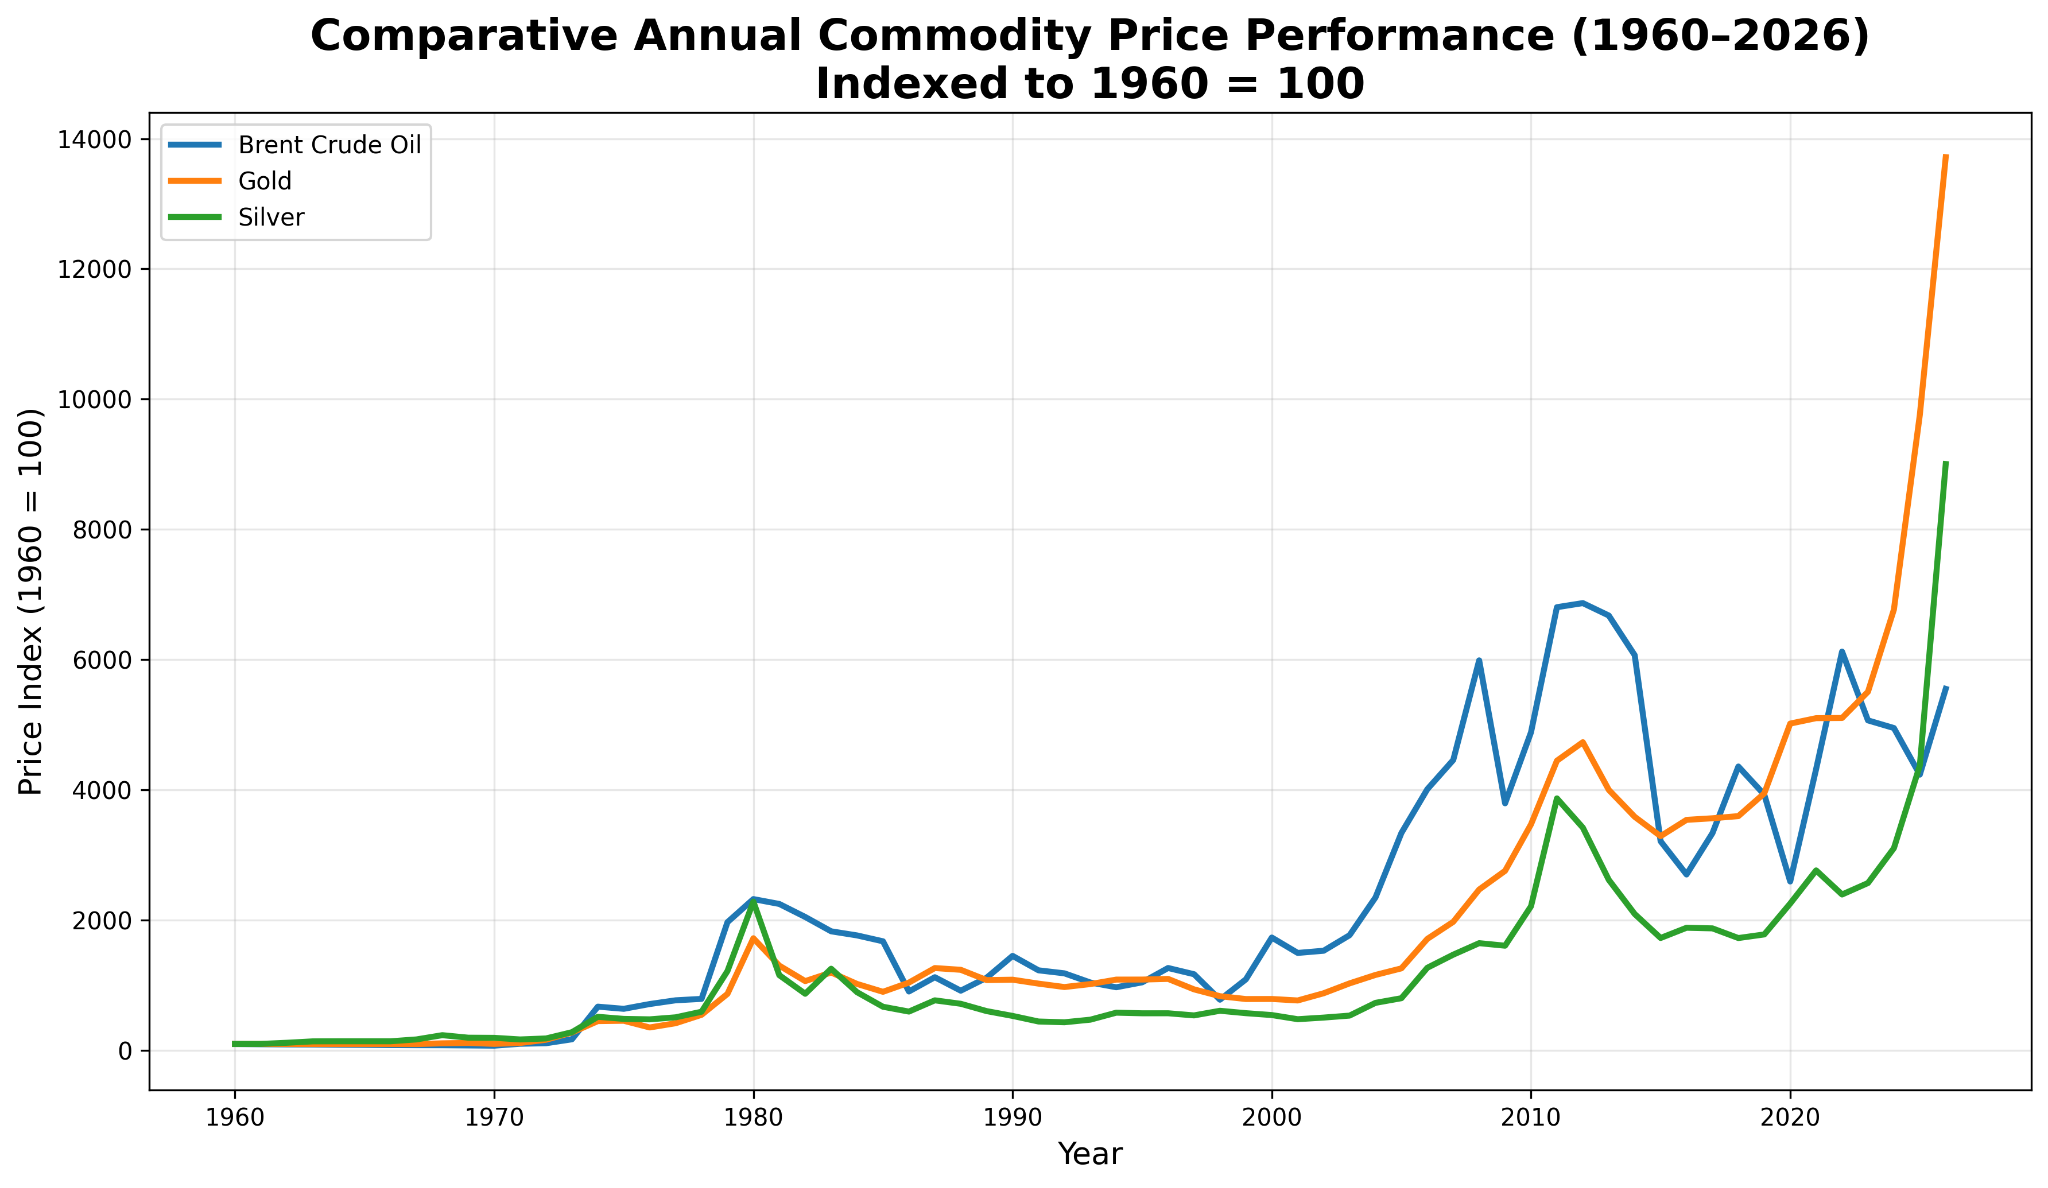 Comparative Annual Commodity Price Performance (1960–2026)
Indexed to 1960 = 100
Brent Crude Oil
Gold
Silver
Price Index (1960 = 100)
14000
12000
10000
8000
6000
4000
2000
0
1960
1970
1980
1990
2000
2010
2020
Year